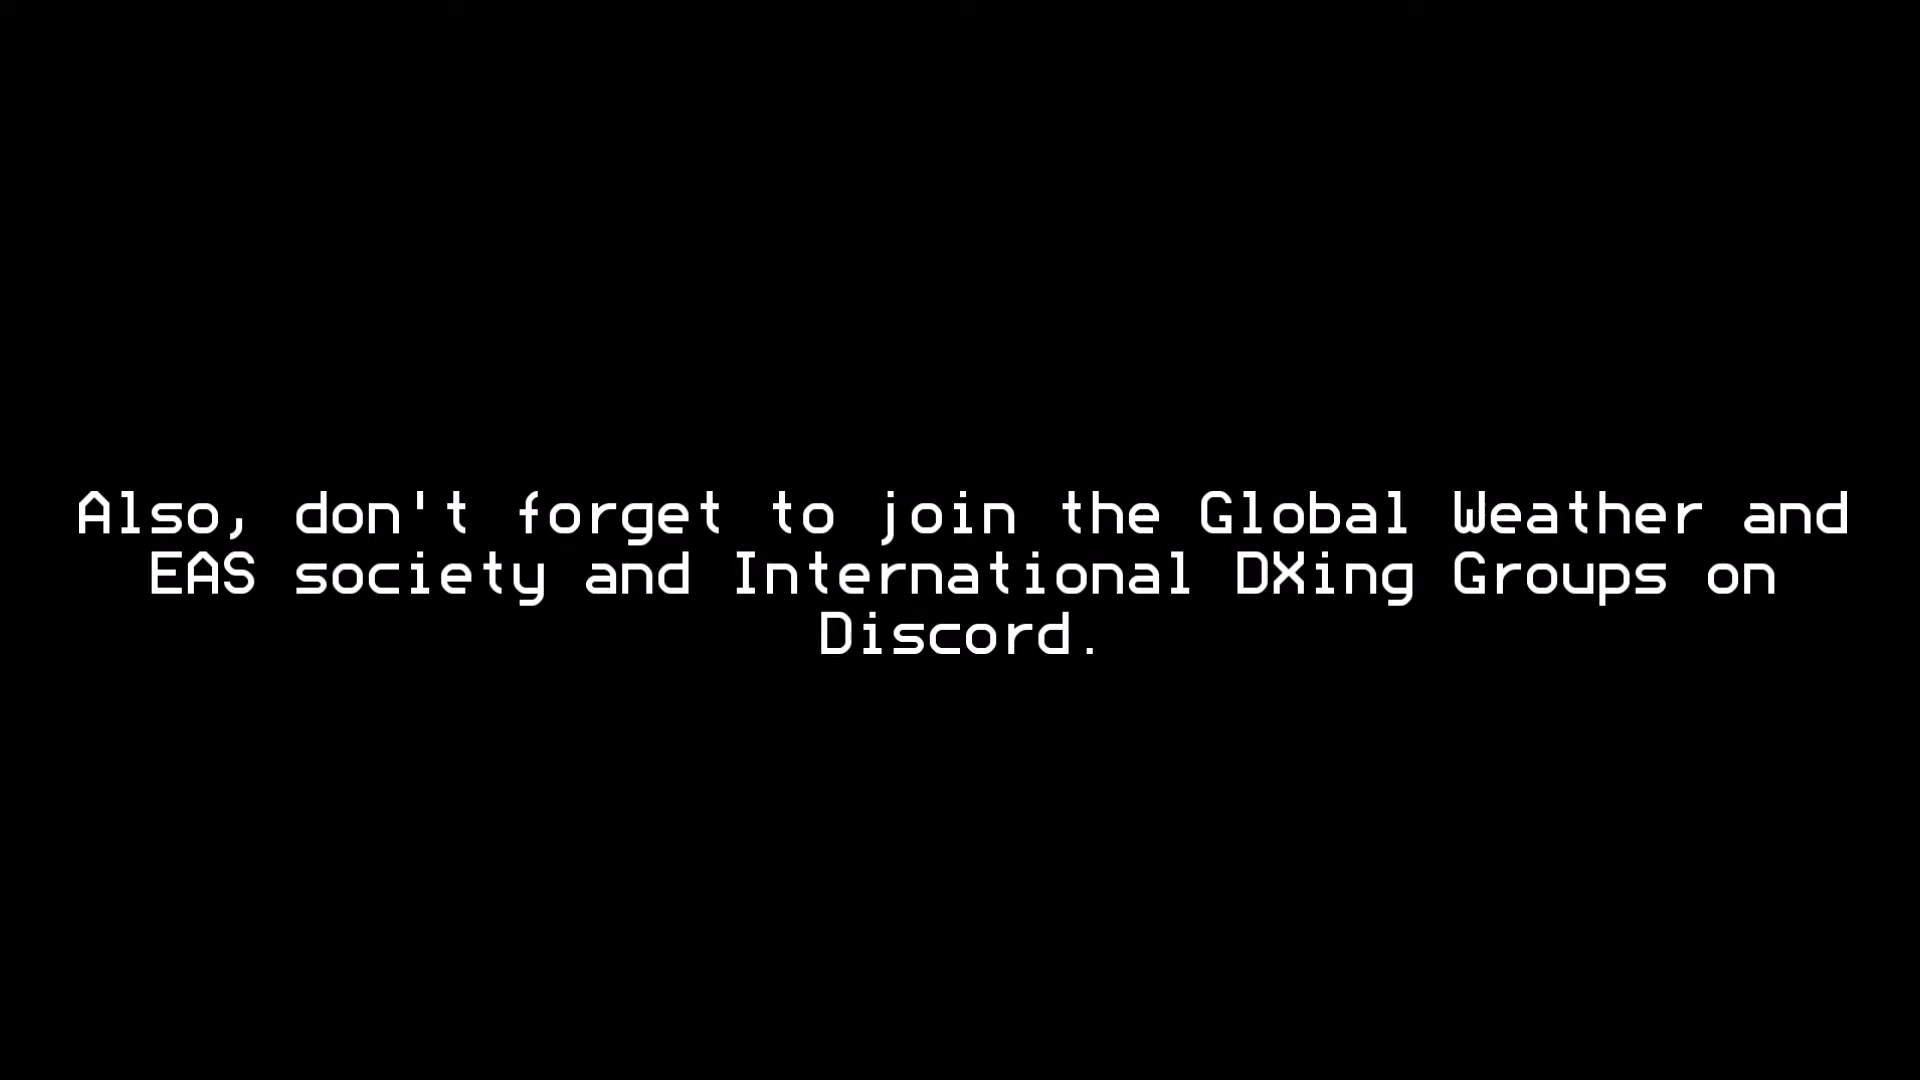 Also, don't forget to join the Global Weather and
EAS society and International DXing Groups on
Discord.